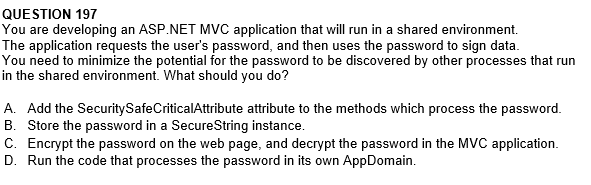 QUESTION 197
You are developing an ASP.NET MVC application that will run in a shared environment.
The application requests the user's password, and then uses the password to sign data.
You need to minimize the potential for the password to be discovered by other processes that run
in the shared environment. What should you do?
A. Add the SecuritySafeCriticalAttribute attribute to the methods which process the password.
B. Store the password in a SecureString instance.
C. Encrypt the password on the web page, and decrypt the password in the MVC application.
D. Run the code that processes the password in its own AppDomain.